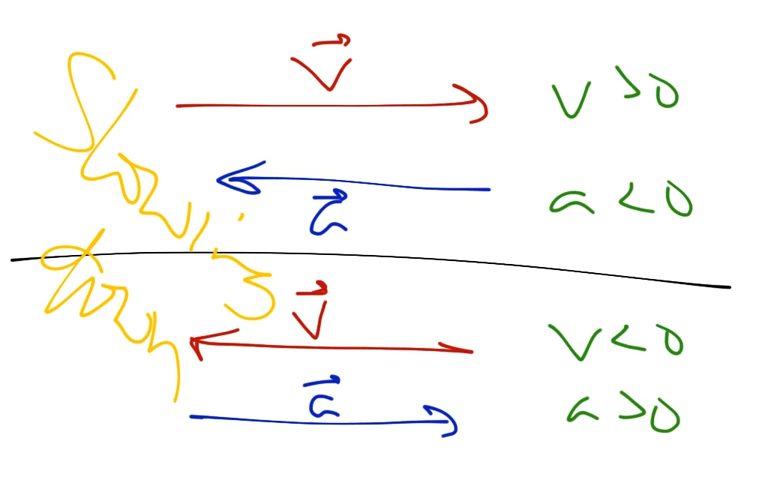 Slowing
down
v⃗
v > 0
a⃗
a < 0
v⃗
v < 0
a⃗
a > 0